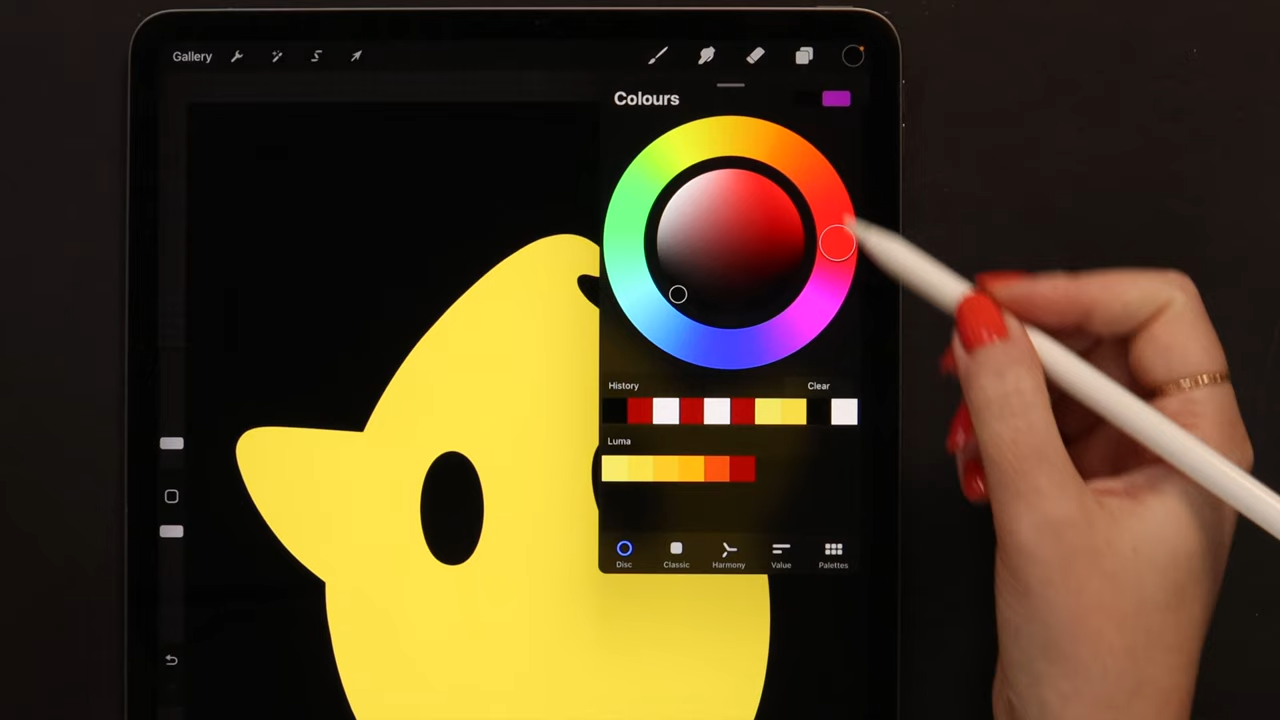 Gallery
Colours
History Clear
Luma
Disc Classic Harmony Value Palettes